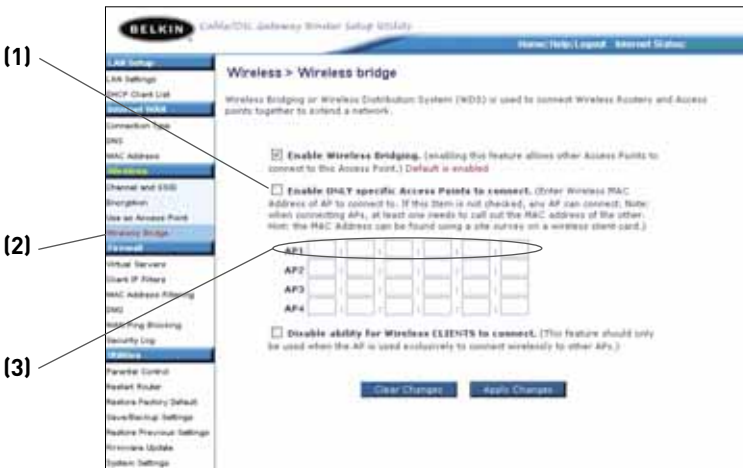 BELKIN Cable/DSL Gateway Router Setup Utility
Home|Help|Logout Internet Status:
(1)
(2)
(3)
LAN Setup
LAN Settings
DHCP Client List
Internet WAN
Connection Type
DNS
MAC Address
Wireless
Channel and SSID
Encryption
Use as Access Point
Wireless Bridge
Firewall
Virtual Servers
Client IP Filters
MAC Address Filtering
DMZ
WAN Ping Blocking
Security Log
Utilities
Parental Control
Restart Router
Restore Factory Default
Save/Backup Settings
Restore Previous Settings
Firmware Update
System Settings
Wireless > Wireless bridge
Wireless Bridging or Wireless Distribution System (WDS) is used to connect Wireless Routers and Access
points together to extend a network.
Enable Wireless Bridging. (enabling this feature allows other Access Points to
connect to this Access Point.) Default is enabled
Enable ONLY specific Access Points to connect. (Enter Wireless MAC
Address of AP to connect to. If this item is not checked, any AP can connect. Note:
when connecting APs, at least one needs to call out the MAC address of the other.
Hint: the MAC Address can be found using a site survey on a wireless client card.)
AP1 : : : : :
AP2 : : : : :
AP3 : : : : :
AP4 : : : : :
Disable ability for Wireless CLIENTS to connect. (This feature should only
be used when the AP is used exclusively to connect wirelessly to other APs.)
Clear Changes Apply Changes